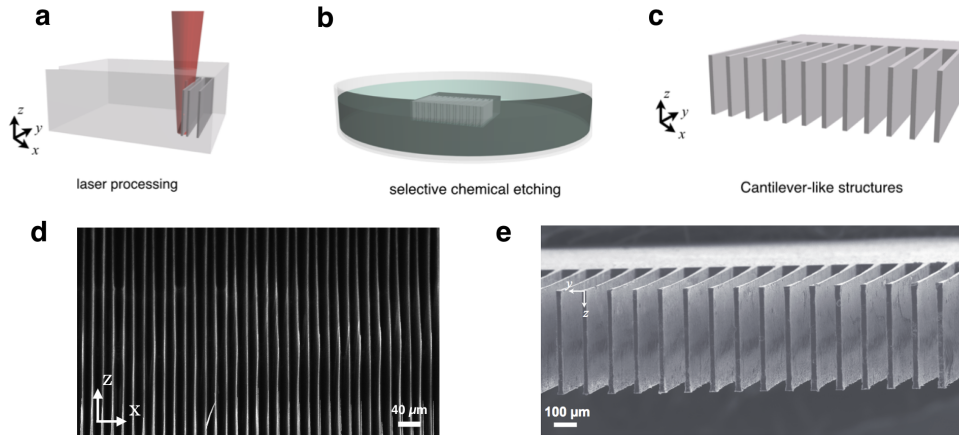 a
b
c
z
y
x
z
y
x
laser processing
selective chemical etching
Cantilever-like structures
d
e
y
z
z
x
40 µm
100 µm